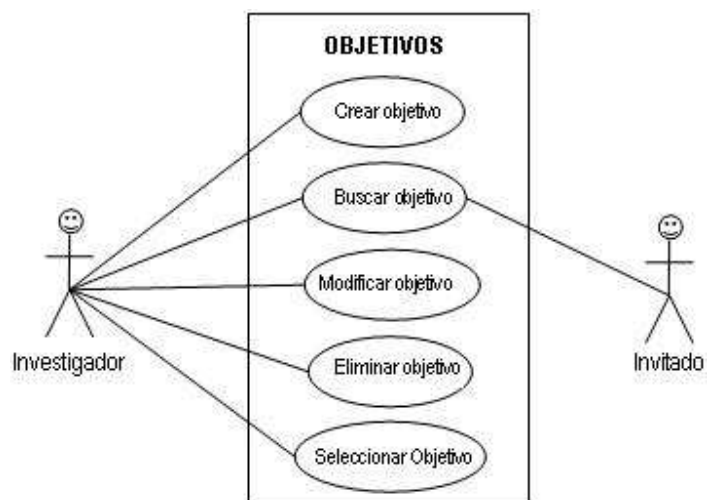 OBJETIVOS
Crear objetivo
Buscar objetivo
Modificar objetivo
Investigador
Invitado
Eliminar objetivo
Seleccionar Objetivo